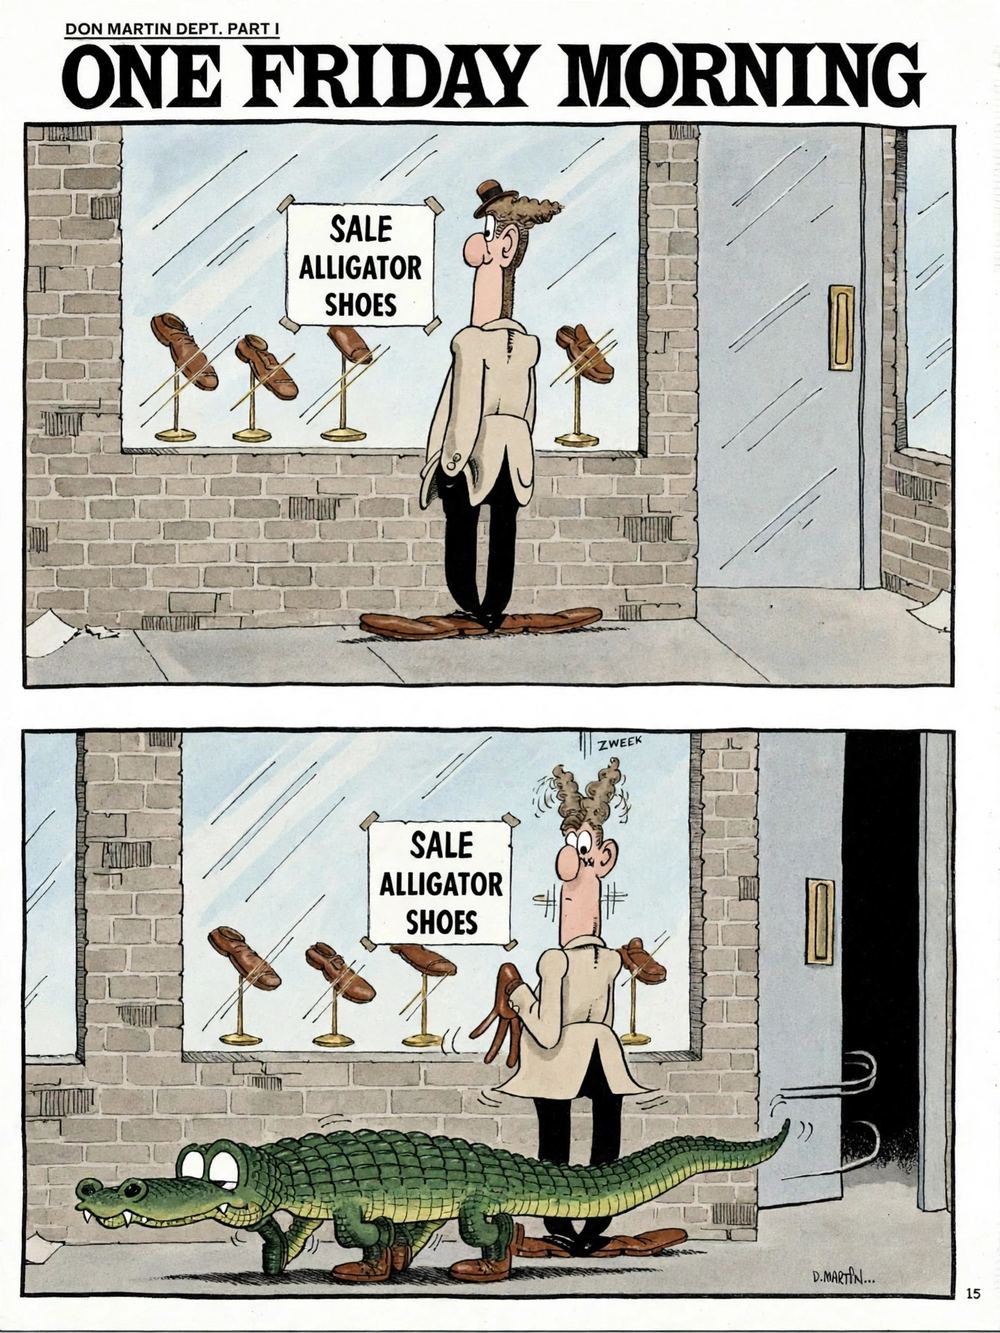 DON MARTIN DEPT. PART I
ONE FRIDAY MORNING
SALE
ALLIGATOR
SHOES
ZWEEK
SALE
ALLIGATOR
SHOES
D. MARTIN...
15